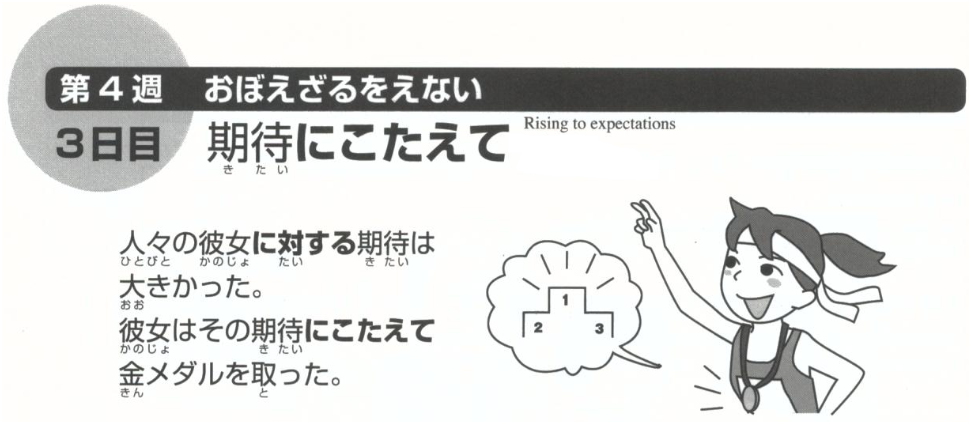 第4週 おぼえざるをえない
3日目 期待にこたえて Rising to expectations
き たい
人々の彼女に対する期待は
ひとびと かのじょ たい き たい
大きかった。
おお
彼女はその期待にこたえて
かのじょ き たい
金メダルを取った。
きん と
1
2 3